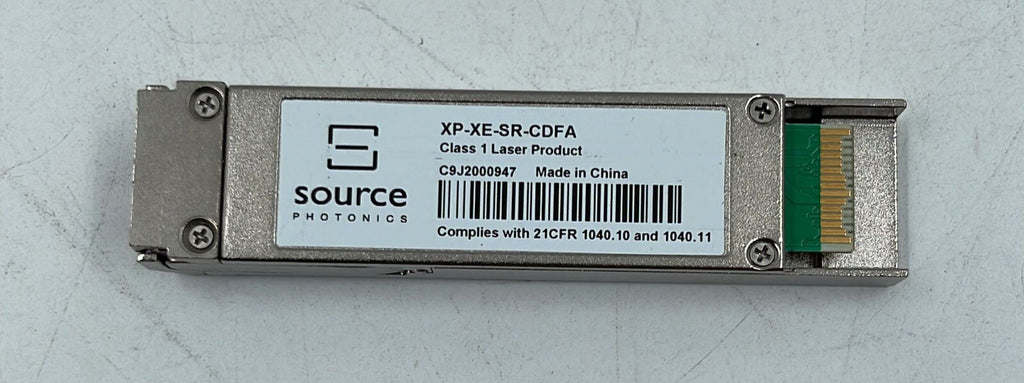 source
PHOTONICS
XP-XE-SR-CDFA
Class 1 Laser Product
C9J2000947 Made in China
Complies with 21CFR 1040.10 and 1040.11